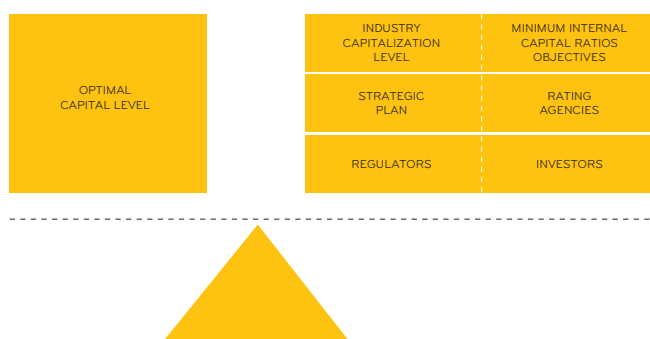 OPTIMAL
CAPITAL LEVEL
INDUSTRY
CAPITALIZATION
LEVEL
MINIMUM INTERNAL
CAPITAL RATIOS
OBJECTIVES
STRATEGIC
PLAN
RATING
AGENCIES
REGULATORS
INVESTORS